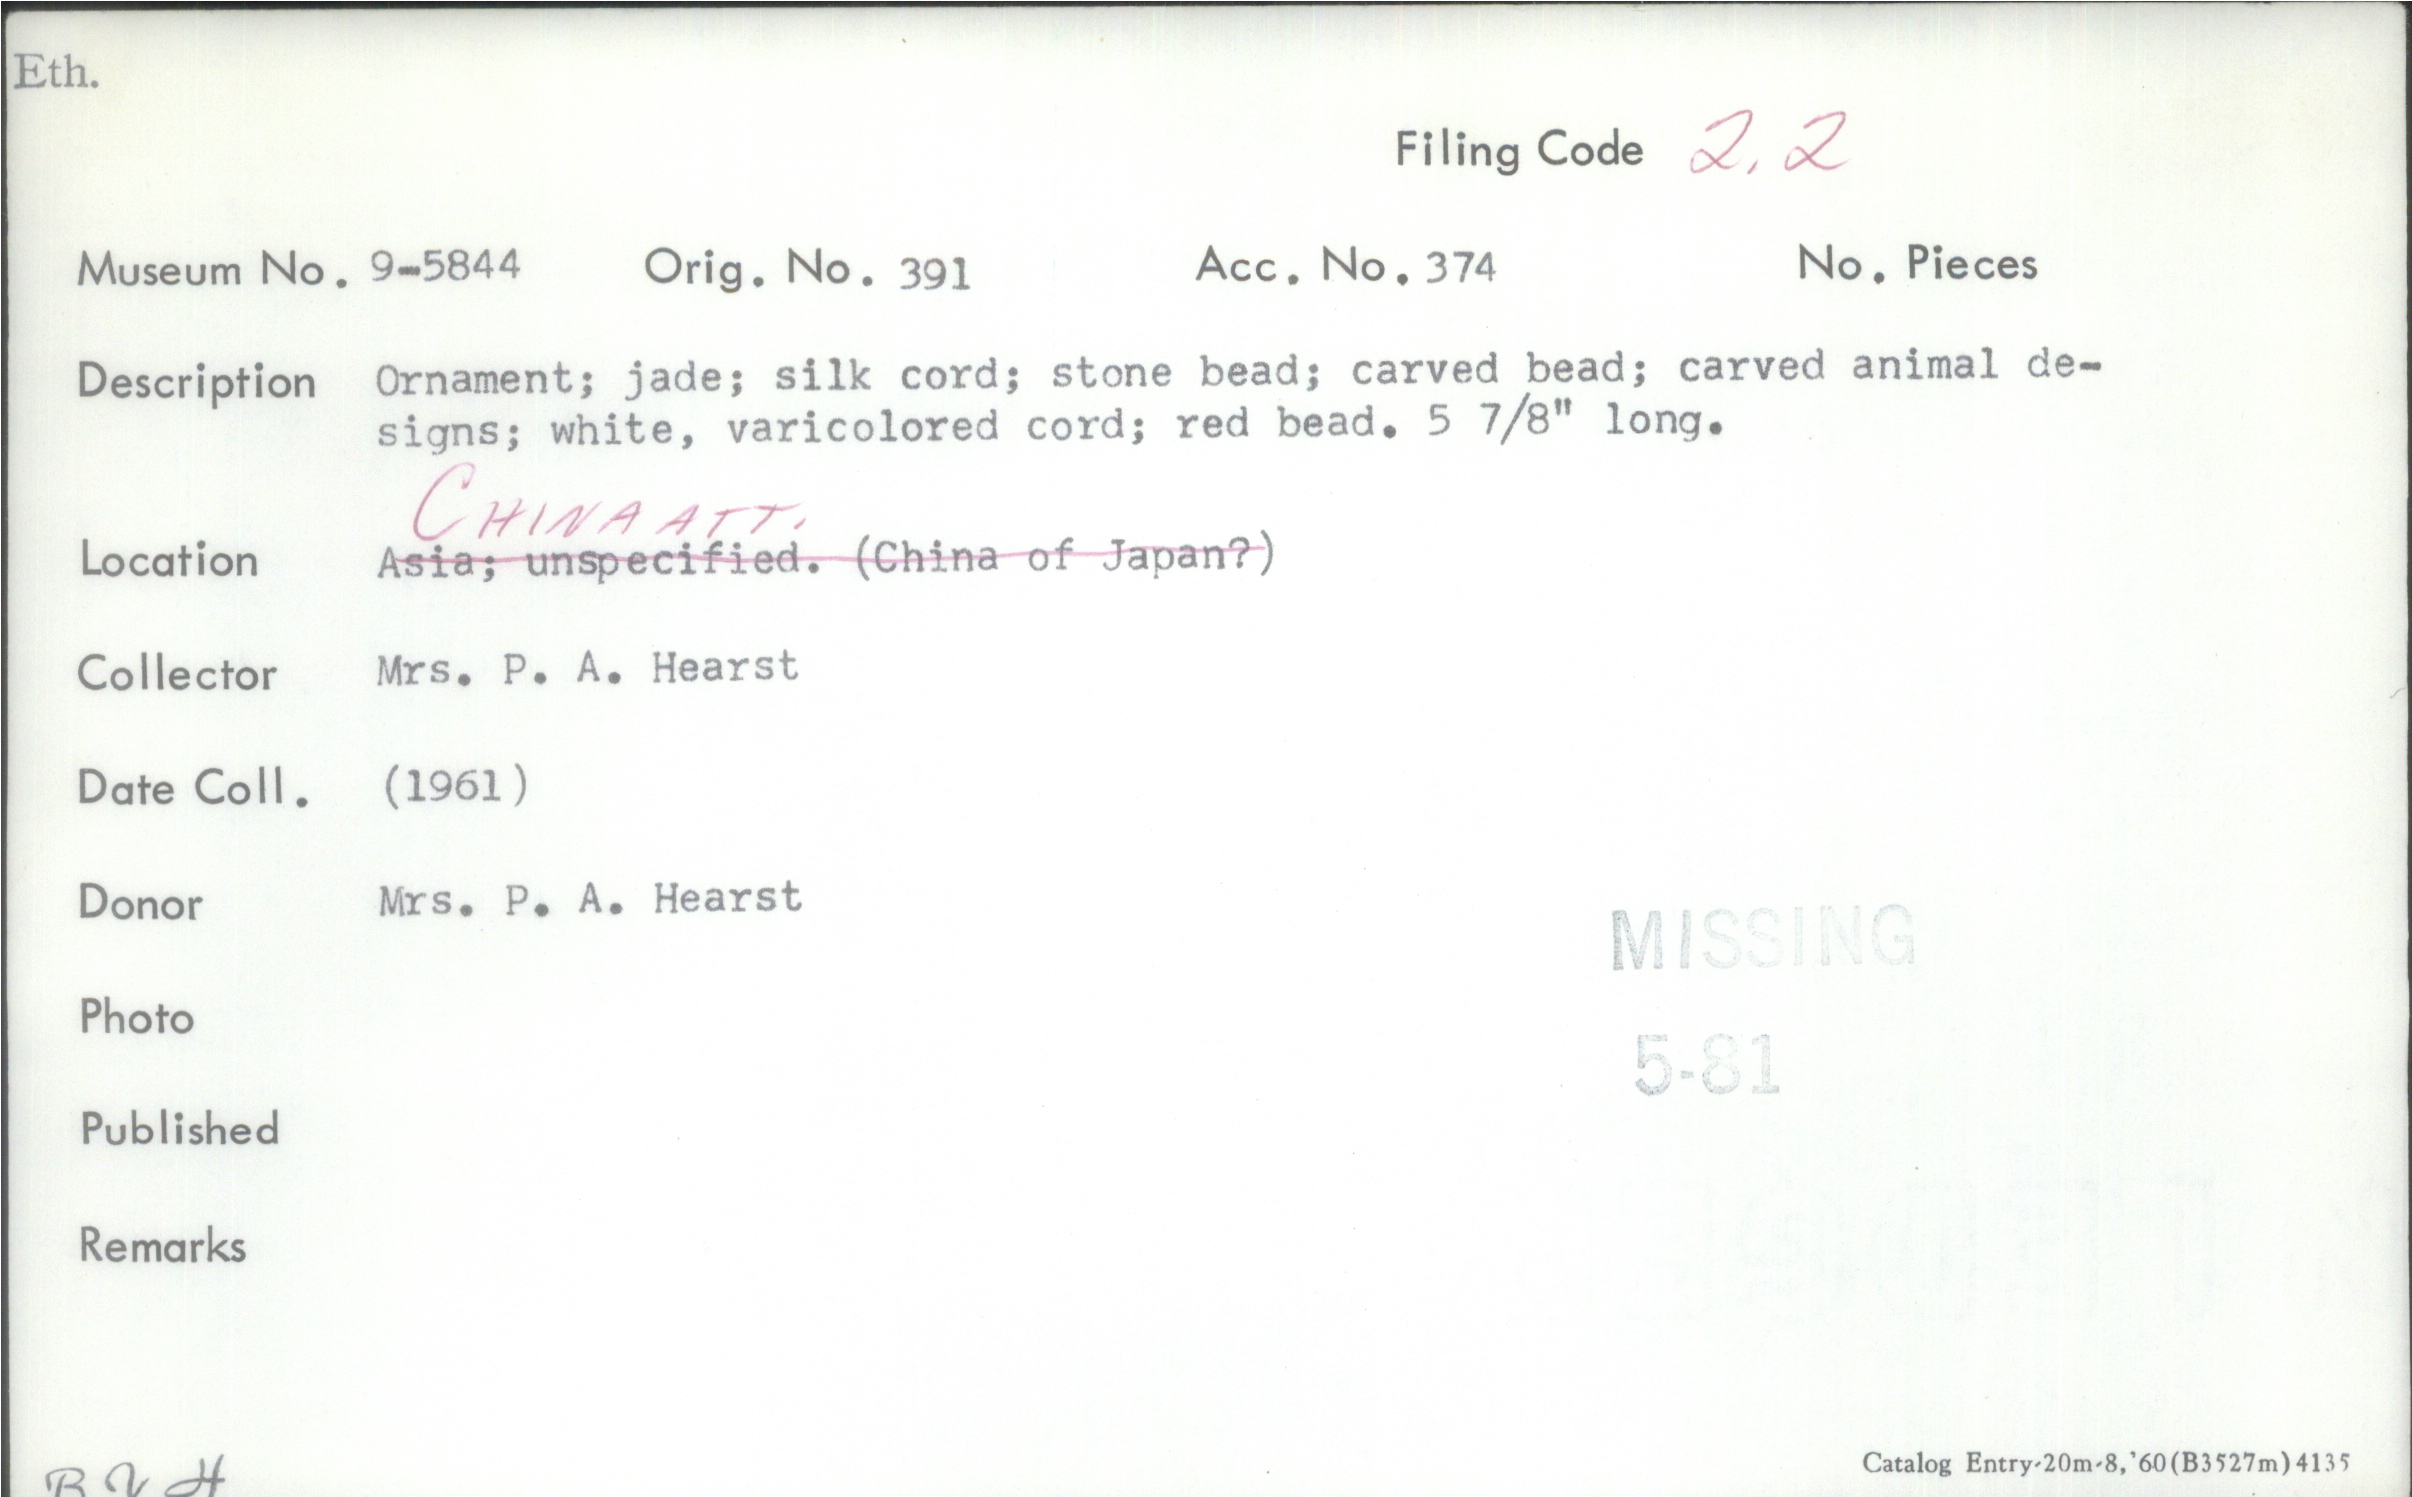 Eth.
Filing Code 2.2
Museum No. 9-5844 Orig. No. 391 Acc. No. 374 No. Pieces
Description Ornament; jade; silk cord; stone bead; carved bead; carved animal de-
signs; white, varicolored cord; red bead. 5 7/8" long.
CHINA ATT.
Location Asia; unspecified. (China of Japan?)
Collector Mrs. P. A. Hearst
Date Coll. (1961)
Donor Mrs. P. A. Hearst
MISSING
Photo
5-81
Published
Remarks
Catalog Entry-20m-8,'60(B3527m)4135